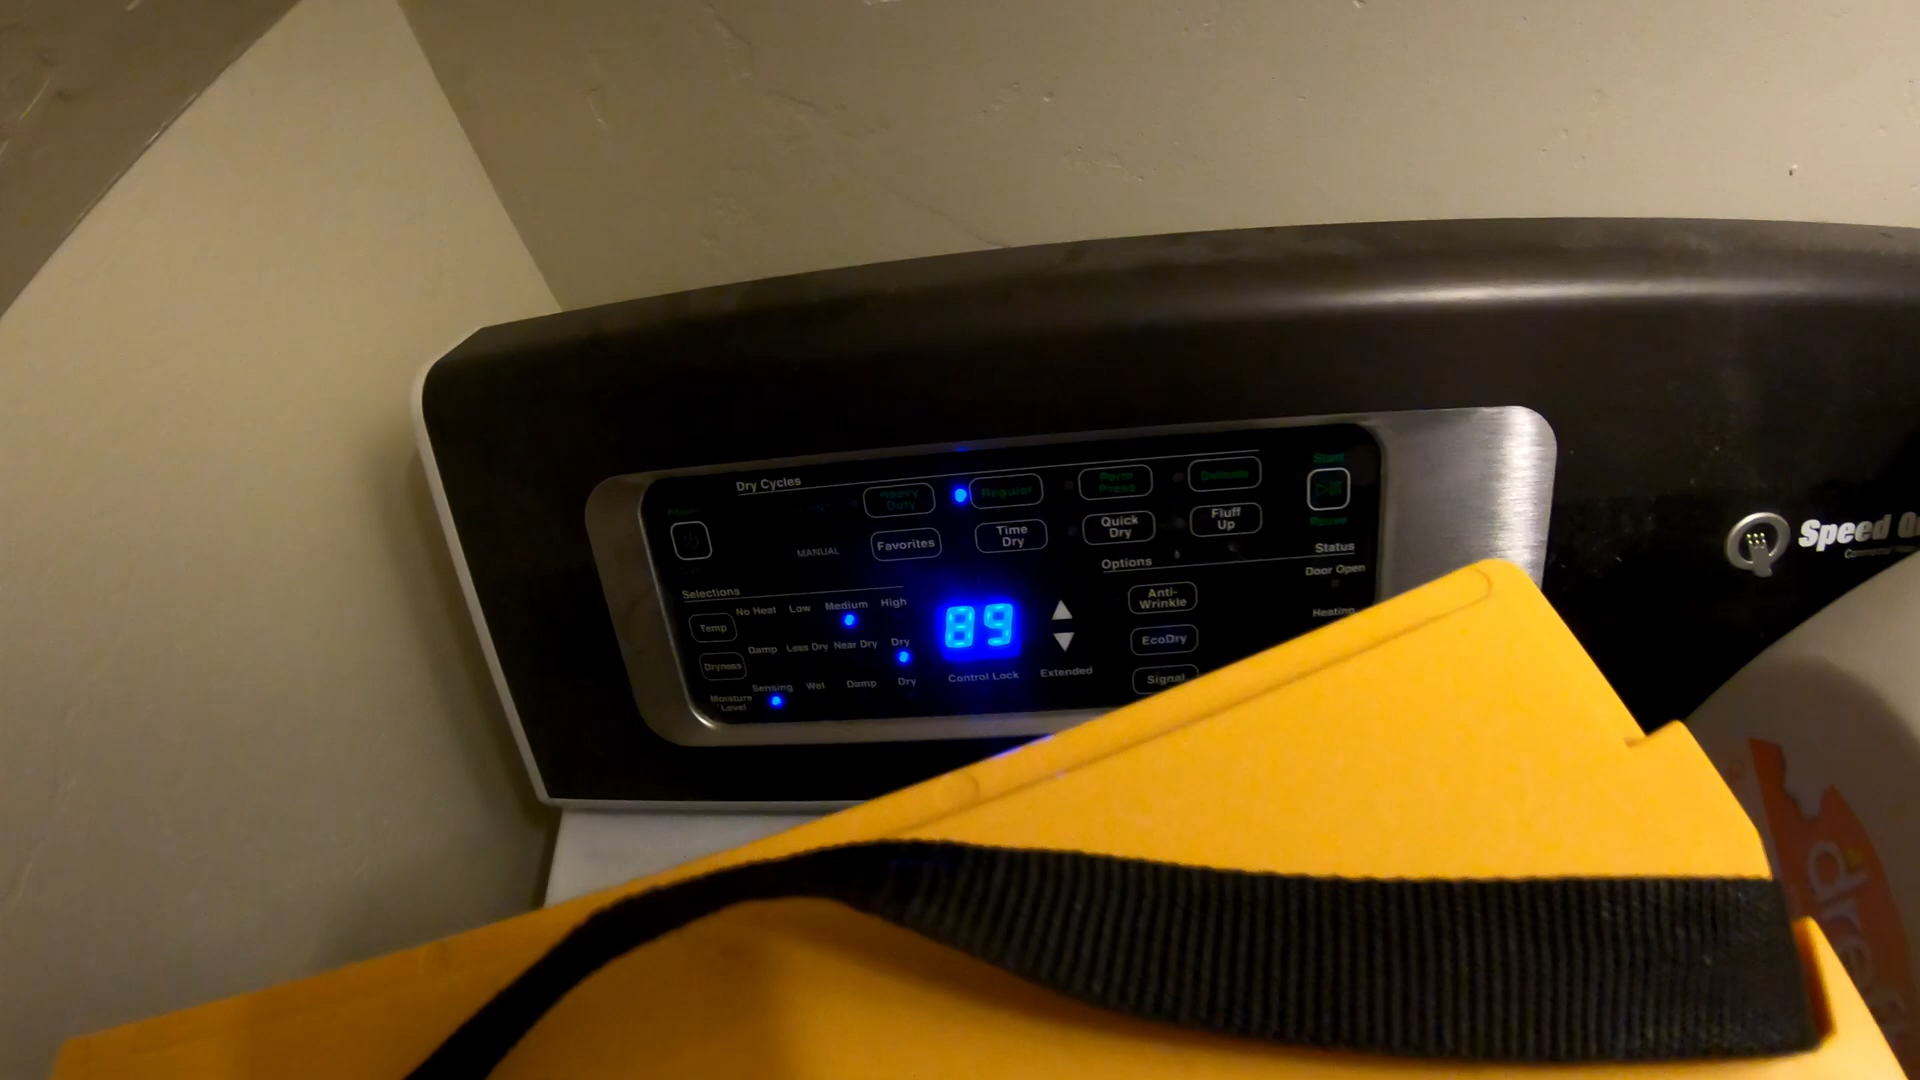 Dry Cycles
Heavy Duty
Regular
Perm Press
Delicate
Start
MANUAL
Favorites
Time Dry
Quick Dry
Fluff Up
Pause
Selections
Options
Status
Temp
No Heat Low Medium High
89
Anti-Wrinkle
Door Open
Heating
Dryness
Damp Less Dry Near Dry Dry
EcoDry
Moisture Level
Sensing Wet Damp Dry
Control Lock
Extended
Signal
Speed